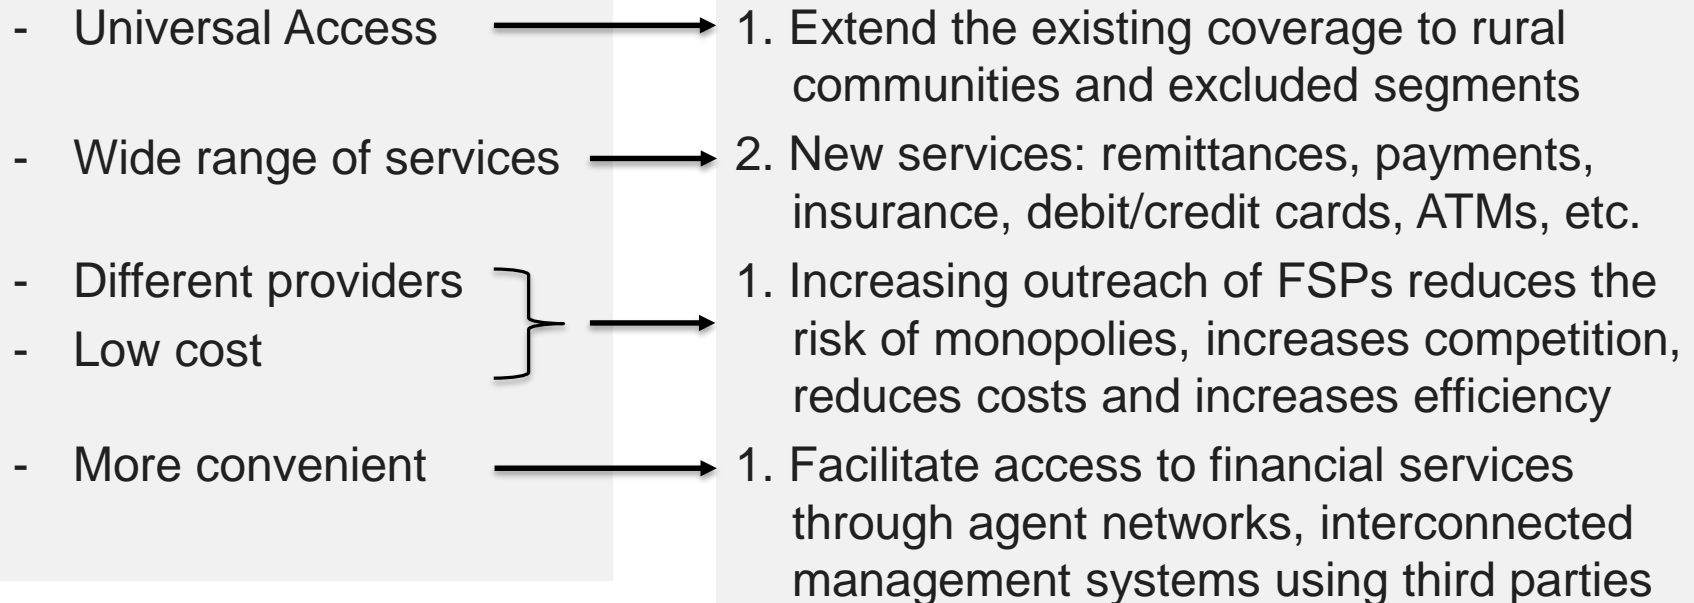 - Universal Access
- Wide range of services
- Different providers
- Low cost
- More convenient
1. Extend the existing coverage to rural
communities and excluded segments
2. New services: remittances, payments,
insurance, debit/credit cards, ATMs, etc.
1. Increasing outreach of FSPs reduces the
risk of monopolies, increases competition,
reduces costs and increases efficiency
1. Facilitate access to financial services
through agent networks, interconnected
management systems using third parties